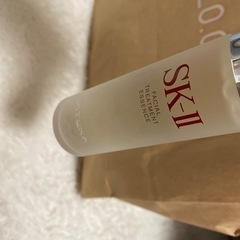 SK-II
FACIAL
TREATMENT
ESSENCE